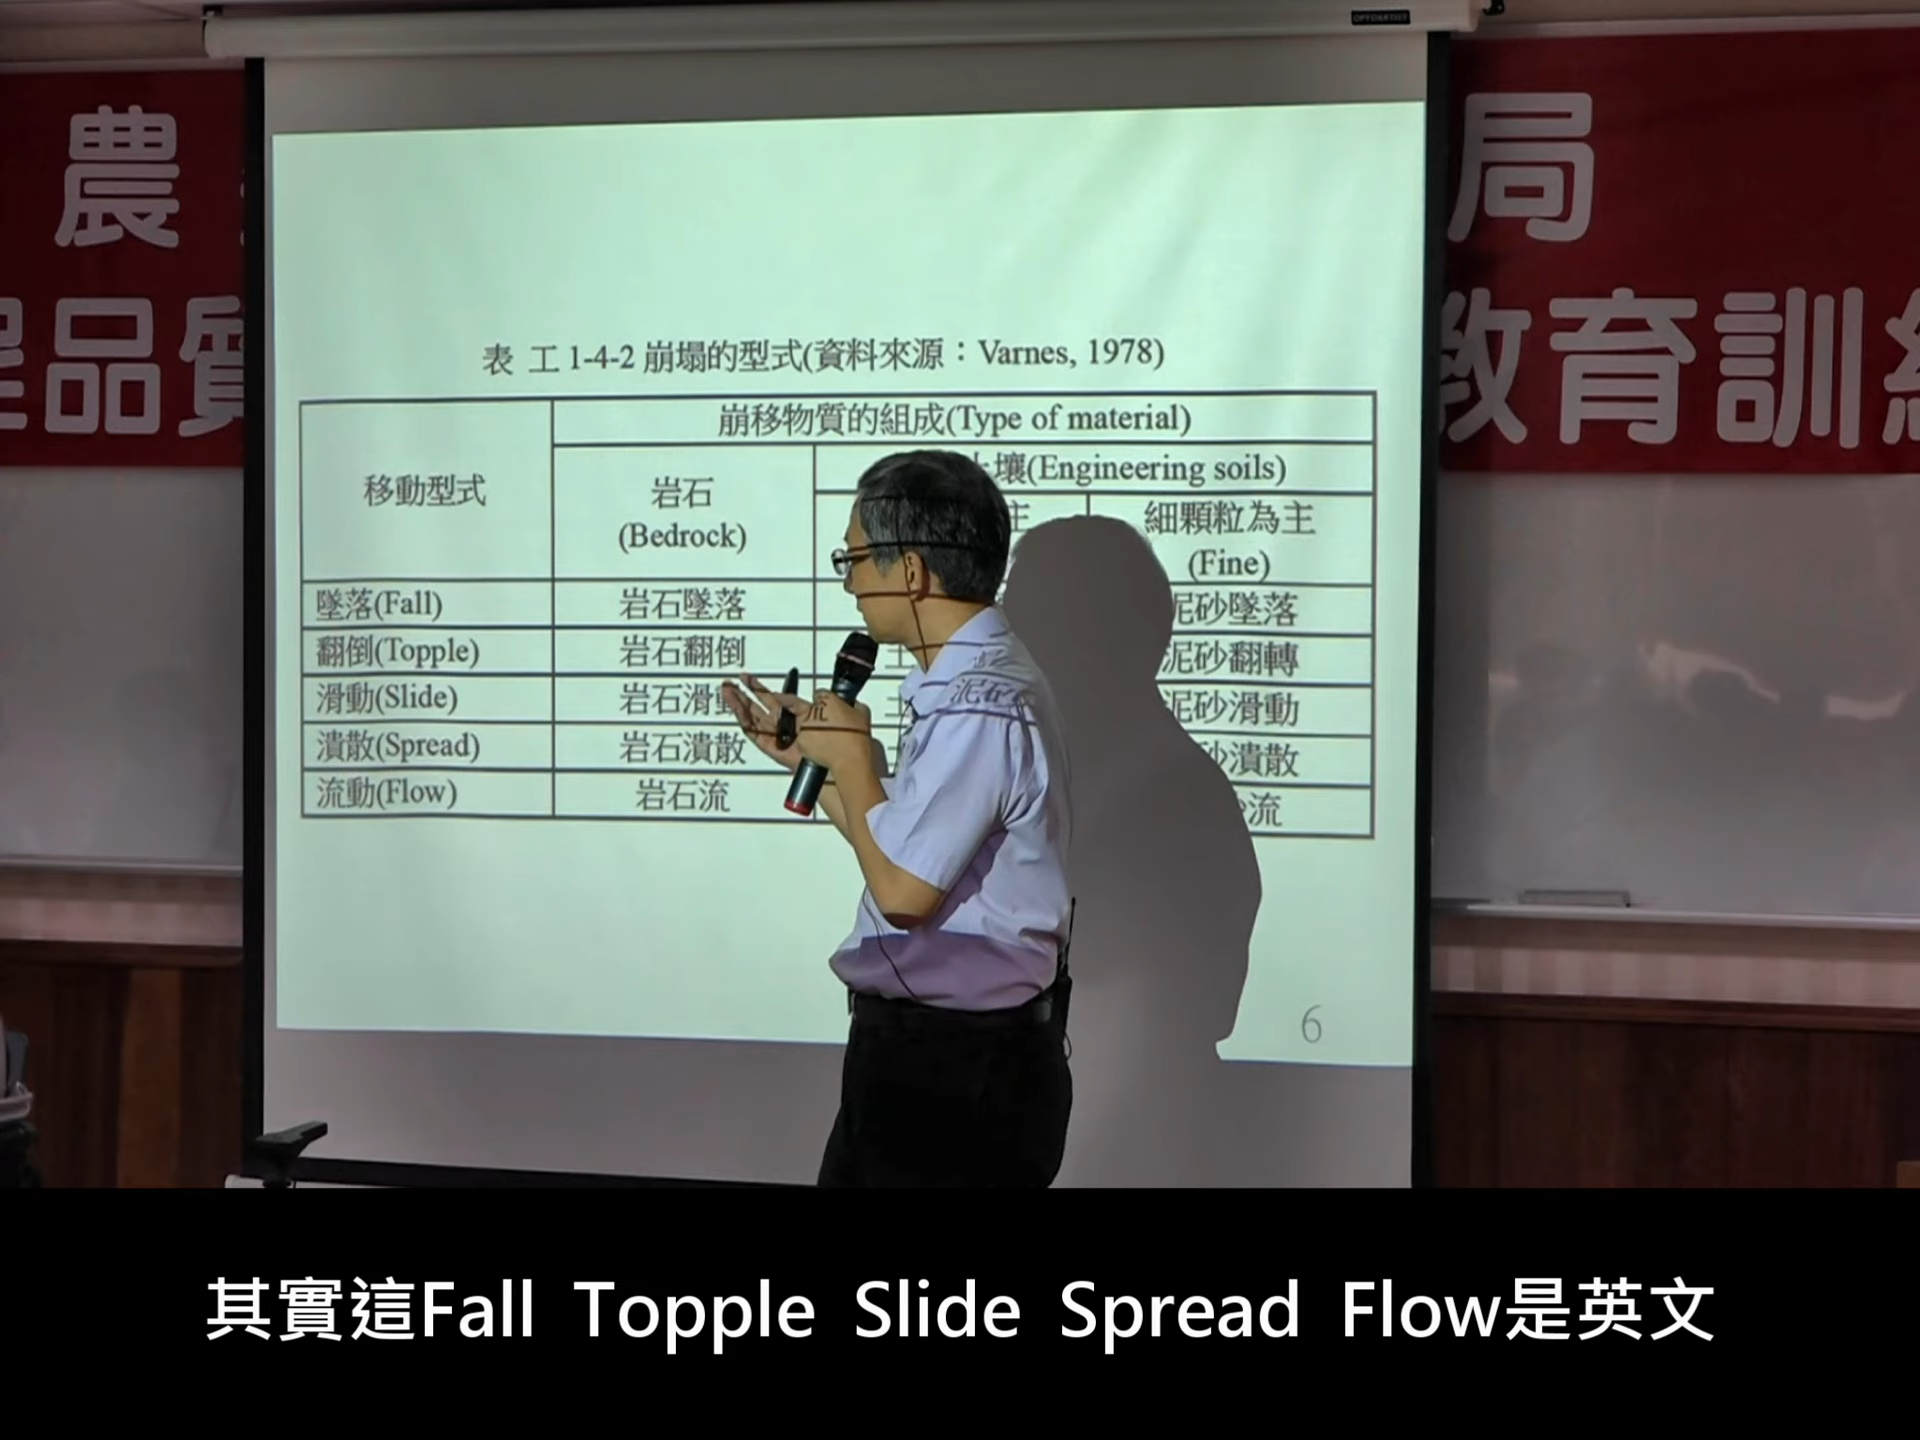 OPTOARTIST
農 局
品質 教育訓
表 工 1-4-2 崩塌的型式(資料來源：Varnes, 1978)
移動型式
崩移物質的組成(Type of material)
岩石
(Bedrock)
壤(Engineering soils)
主
細顆粒為主
(Fine)
墜落(Fall) 岩石墜落 泥砂墜落
翻倒(Topple) 岩石翻倒 土 泥砂翻轉
滑動(Slide) 岩石滑動 泥砂滑動
潰散(Spread) 岩石潰散 砂潰散
流動(Flow) 岩石流 流
6
其實這Fall Topple Slide Spread Flow是英文